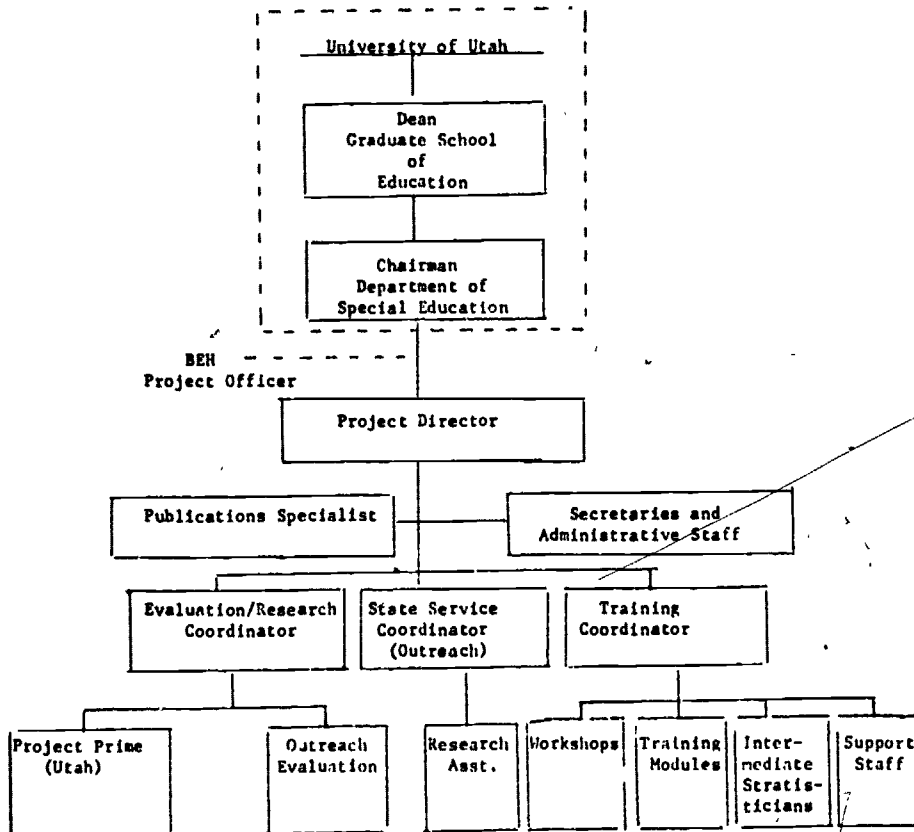 University of Utah
Dean
Graduate School
of
Education
Chairman
Department of
Special Education
BEH
Project Officer
Project Director
Publications Specialist
Secretaries and
Administrative Staff
Evaluation/Research
Coordinator
State Service
Coordinator
(Outreach)
Training
Coordinator
Project Prime
(Utah)
Outreach
Evaluation
Research
Asst.
Workshops
Training
Modules
Inter-
mediate
Stratis-
ticians
Support
Staff